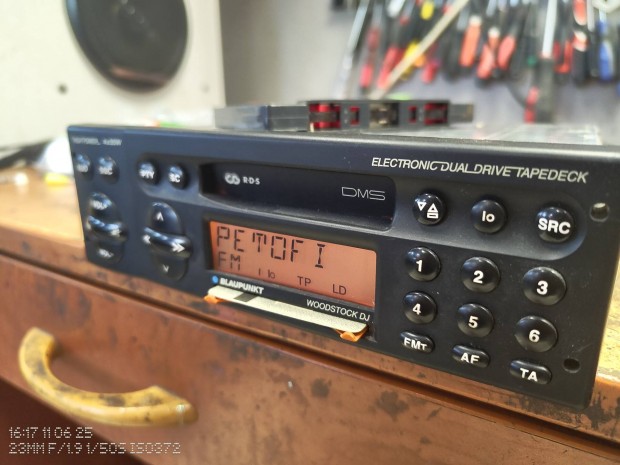 ELECTRONIC DUAL DRIVE TAPEDECK
PTY
SC
RDS
DMS
lo
SRC
PETOFI
FM
I lo
TP
LD
BLAUPUNKT
WOODSTOCK DJ
1
2
3
4
5
6
FMT
AF
TA
16:17 11 06 25
23MM F/1.9 1/50S ISO372